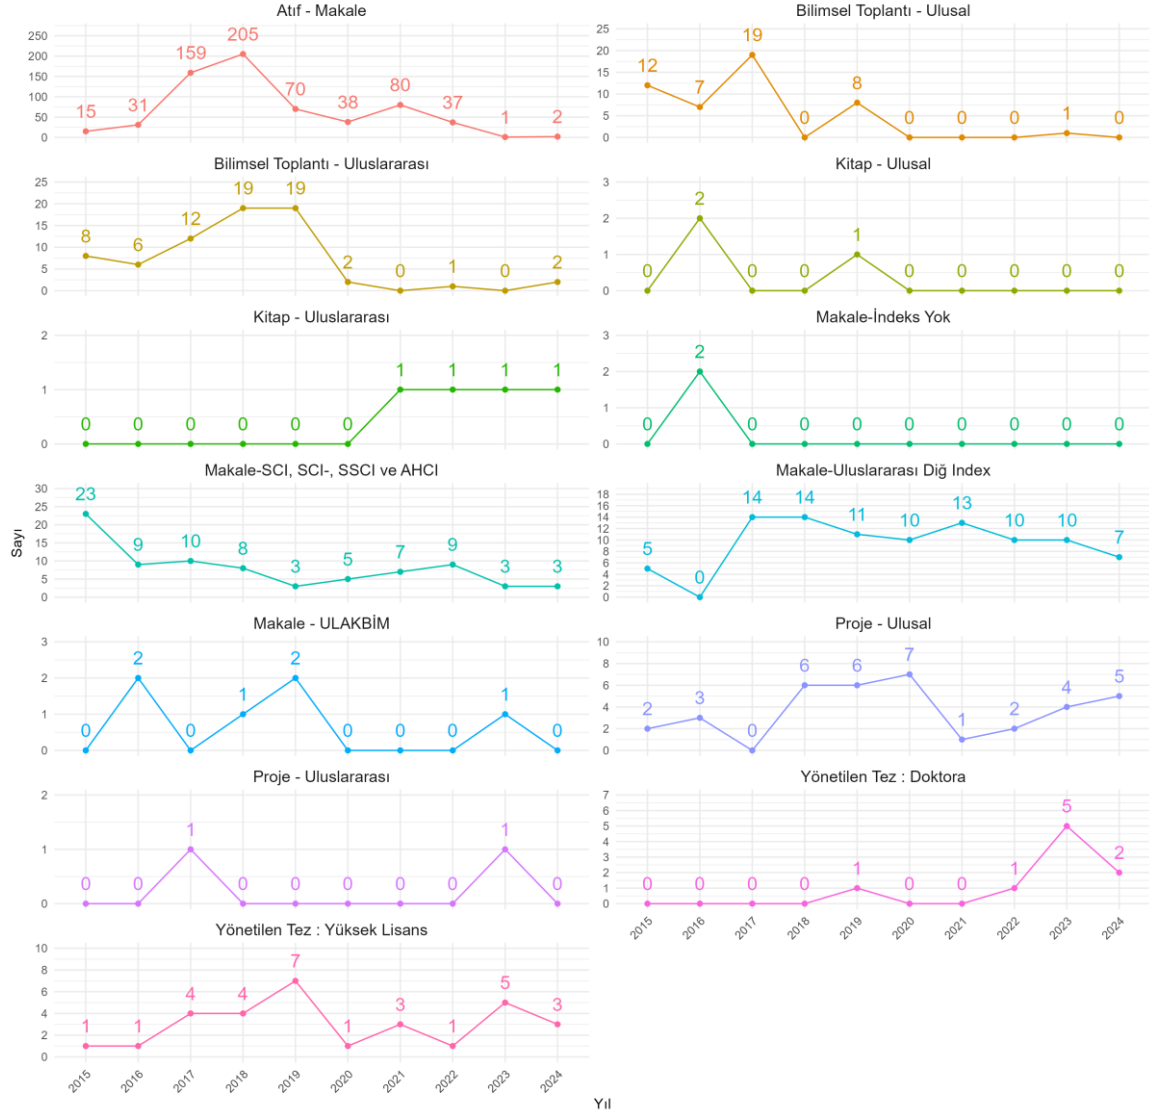 Atıf - Makale
250
200
150
100
50
0
15 31 159 205 70 38 80 37 1 2
Bilimsel Toplantı - Ulusal
25
20
15
10
5
0
12 7 19 0 8 0 0 0 1 0
Bilimsel Toplantı - Uluslararası
25
20
15
10
5
0
8 6 12 19 19 2 0 1 0 2
Kitap - Ulusal
3
2
1
0
0 2 0 0 1 0 0 0 0 0
Kitap - Uluslararası
2
1
0
0 0 0 0 0 0 1 1 1 1
Makale-İndeks Yok
3
2
1
0
0 2 0 0 0 0 0 0 0 0
Makale-SCI, SCI-, SSCI ve AHCI
30
25
20
15
10
5
0
23 9 10 8 3 5 7 9 3 3
Makale-Uluslararası Diğ Index
18
16
14
12
10
8
6
4
2
0
5 0 14 14 11 10 13 10 10 7
Sayı
Makale - ULAKBİM
3
2
1
0
0 2 0 1 2 0 0 0 1 0
Proje - Ulusal
10
8
6
4
2
0
2 3 0 6 6 7 1 2 4 5
Proje - Uluslararası
2
1
0
0 0 1 0 0 0 0 0 1 0
Yönetilen Tez : Doktora
7
6
5
4
3
2
1
0
0 0 0 0 1 0 0 1 5 2
2015 2016 2017 2018 2019 2020 2021 2022 2023 2024
Yönetilen Tez : Yüksek Lisans
10
8
6
4
2
0
1 1 4 4 7 1 3 1 5 3
2015 2016 2017 2018 2019 2020 2021 2022 2023 2024
Yıl